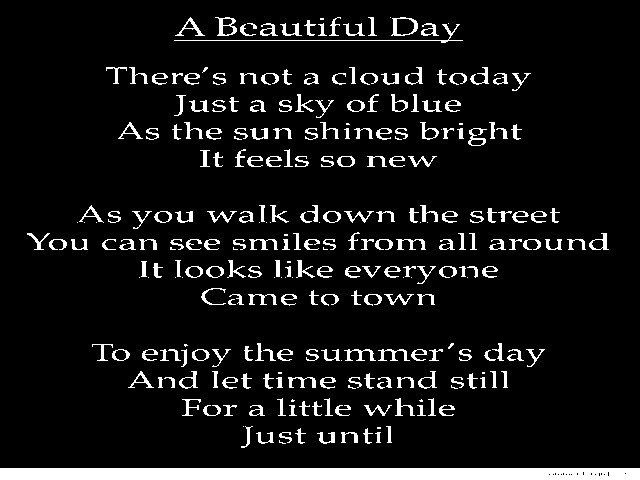 A Beautiful Day
There's not a cloud today
Just a sky of blue
As the sun shines bright
It feels so new
As you walk down the street
You can see smiles from all around
It looks like everyone
Came to town
To enjoy the summer's day
And let time stand still
For a little while
Just until